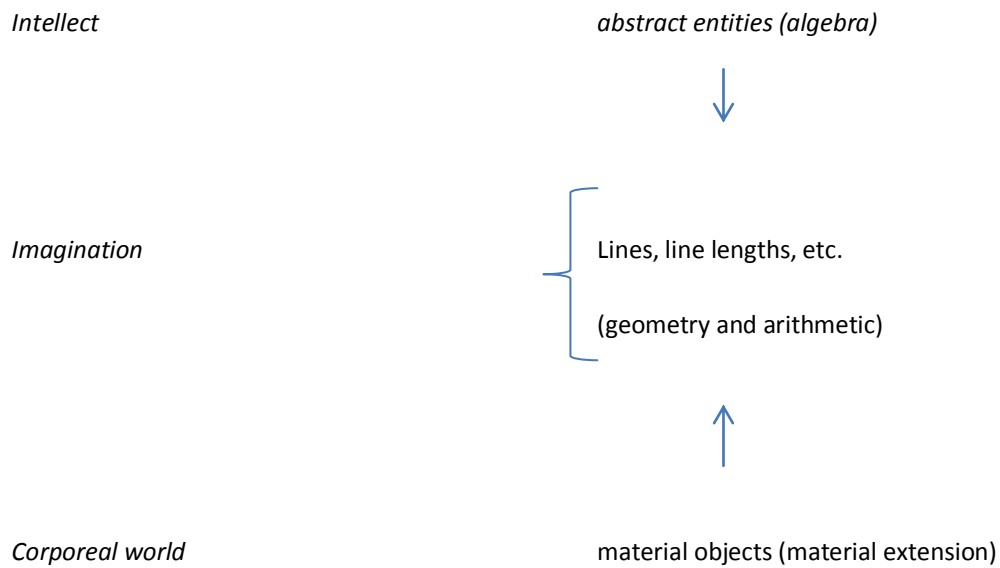 Intellect abstract entities (algebra)
Imagination Lines, line lengths, etc.
(geometry and arithmetic)
Corporeal world material objects (material extension)